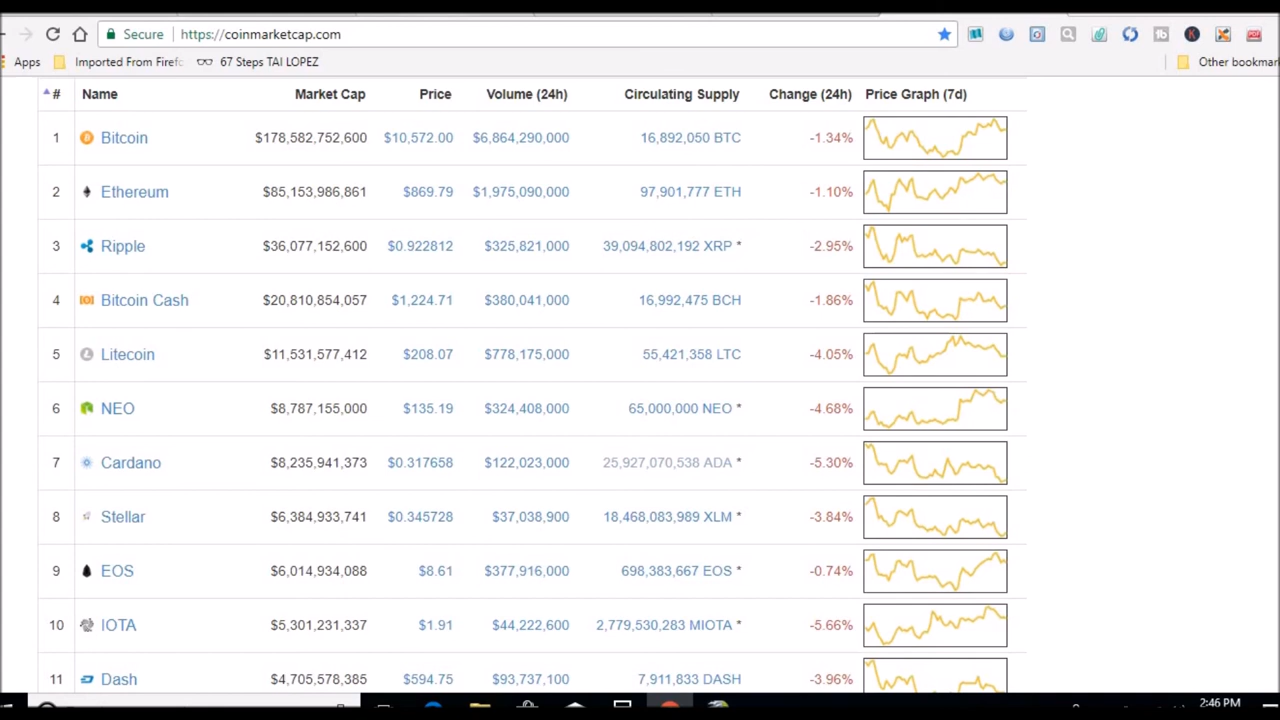 Secure https://coinmarketcap.com
Apps Imported From Firefo 67 Steps TAI LOPEZ Other bookmar
# Name Market Cap Price Volume (24h) Circulating Supply Change (24h) Price Graph (7d)
1 Bitcoin $178,582,752,600 $10,572.00 $6,864,290,000 16,892,050 BTC -1.34%
2 Ethereum $85,153,986,861 $869.79 $1,975,090,000 97,901,777 ETH -1.10%
3 Ripple $36,077,152,600 $0.922812 $325,821,000 39,094,802,192 XRP * -2.95%
4 Bitcoin Cash $20,810,854,057 $1,224.71 $380,041,000 16,992,475 BCH -1.86%
5 Litecoin $11,531,577,412 $208.07 $778,175,000 55,421,358 LTC -4.05%
6 NEO $8,787,155,000 $135.19 $324,408,000 65,000,000 NEO * -4.68%
7 Cardano $8,235,941,373 $0.317658 $122,023,000 25,927,070,538 ADA * -5.30%
8 Stellar $6,384,933,741 $0.345728 $37,038,900 18,468,083,989 XLM * -3.84%
9 EOS $6,014,934,088 $8.61 $377,916,000 698,383,667 EOS * -0.74%
10 IOTA $5,301,231,337 $1.91 $44,222,600 2,779,530,283 MIOTA * -5.66%
11 Dash $4,705,578,385 $594.75 $93,737,100 7,911,833 DASH -3.96%
2:46 PM